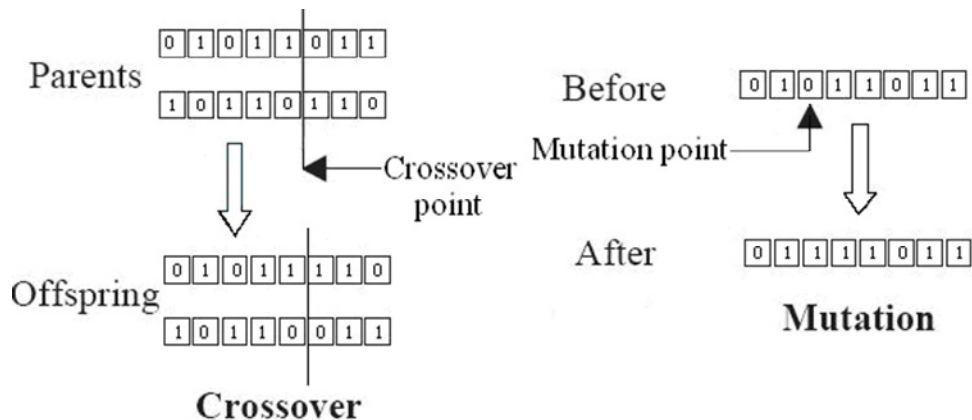 0 1 0 1 1 0 1 1
Parents
1 0 1 1 0 1 1 0
Crossover
point
0 1 0 1 1 1 1 0
Offspring
1 0 1 1 0 0 1 1
Crossover
Before
0 1 0 1 1 0 1 1
Mutation point
After
0 1 1 1 1 0 1 1
Mutation